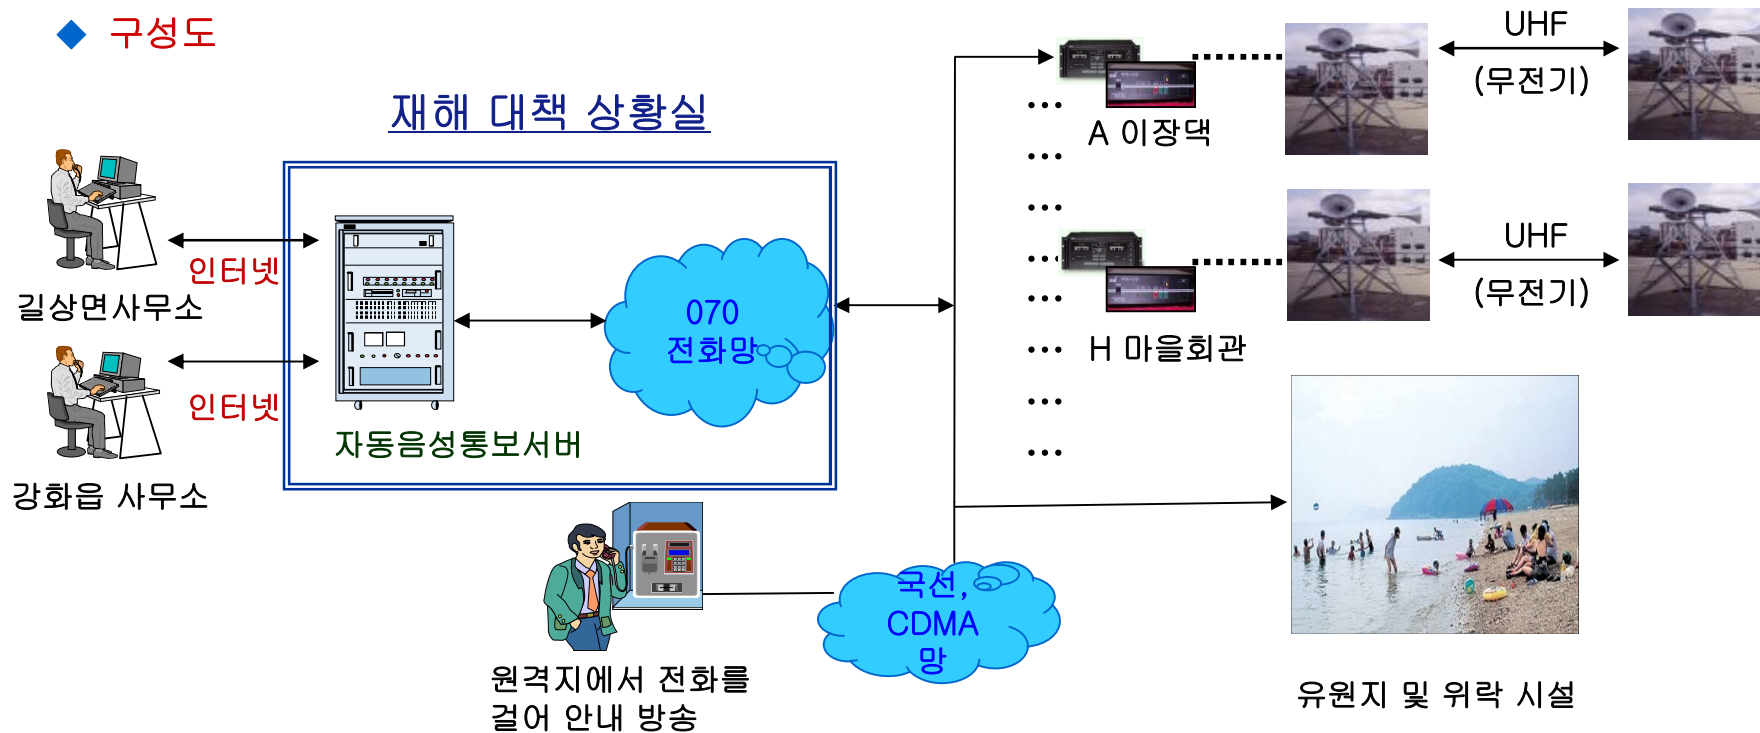 구성도
재해 대책 상황실
인터넷
길상면사무소
인터넷
강화읍 사무소
자동음성통보서버
070
전화망
원격지에서 전화를
걸어 안내 방송
국선,
CDMA
망
A 이장댁
UHF
(무전기)
H 마을회관
UHF
(무전기)
유원지 및 위락 시설